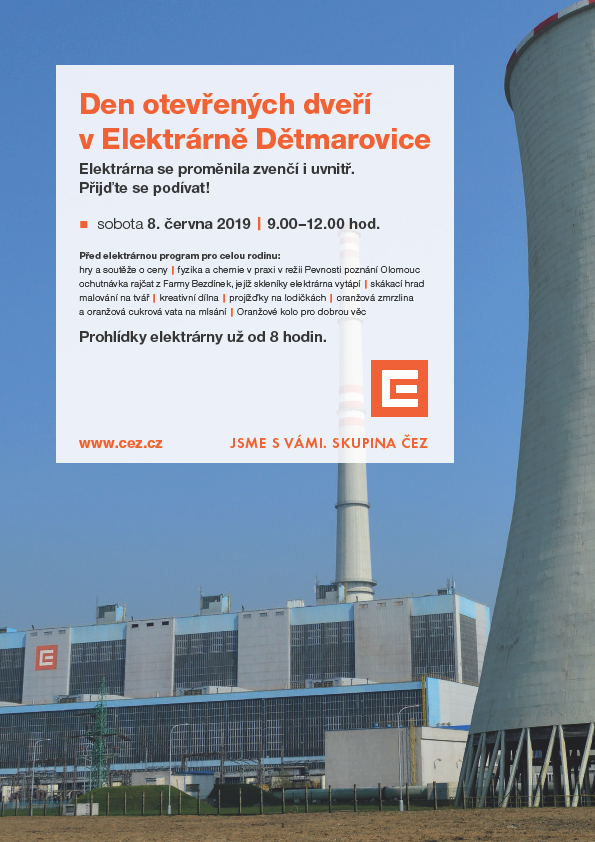 Den otevřených dveří
v Elektrárně Dětmarovice
Elektrárna se proměnila zvenčí i uvnitř.
Přijďte se podívat!
■ sobota 8. června 2019 | 9.00–12.00 hod.
Před elektrárnou program pro celou rodinu:
hry a soutěže o ceny | fyzika a chemie v praxi v režii Pevnosti poznání Olomouc
ochutnávka rajčat z Farmy Bezdínek, jejíž skleníky elektrárna vytápí | skákací hrad
malování na tvář | kreativní dílna | projížďky na lodičkách | oranžová zmrzlina
a oranžová cukrová vata na mlsání | Oranžové kolo pro dobrou věc
Prohlídky elektrárny už od 8 hodin.
www.cez.cz JSME S VÁMI. SKUPINA ČEZ